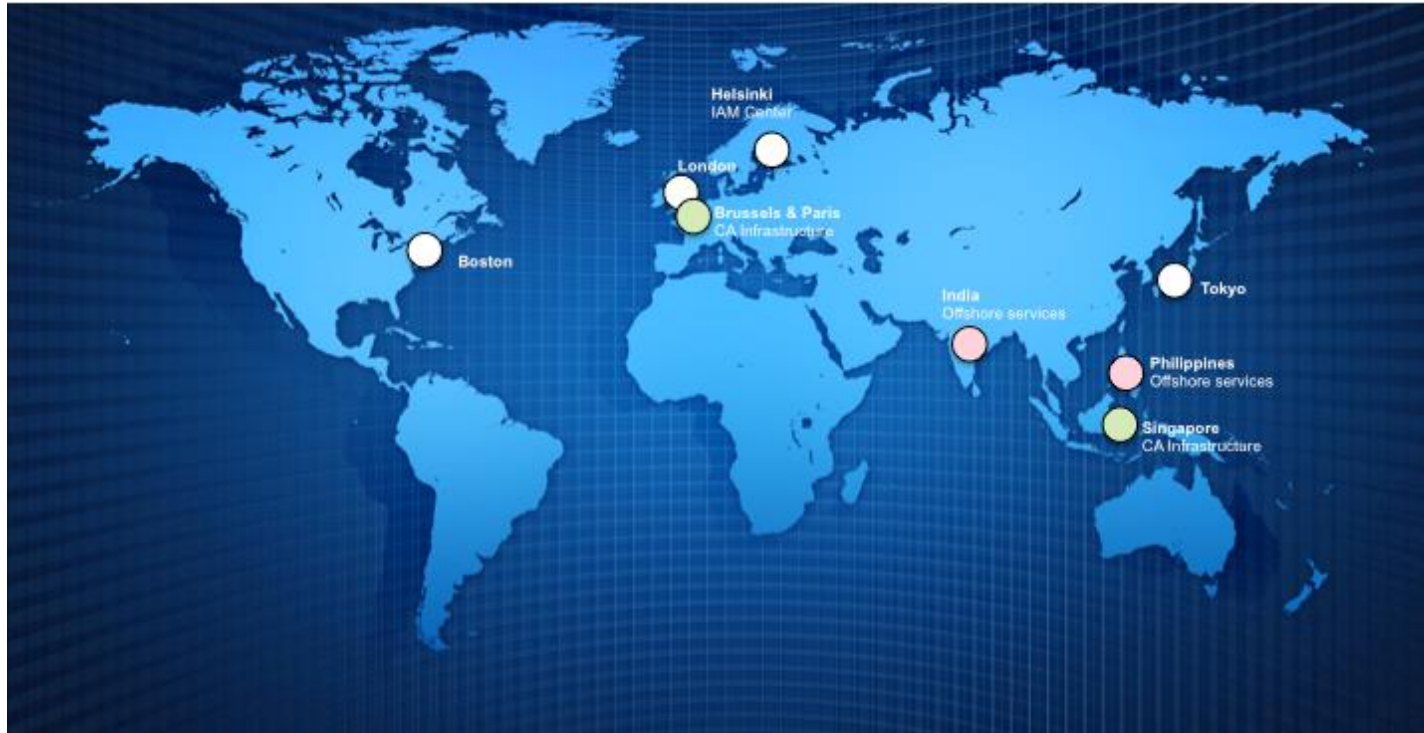 Helsinki
IAM Center
London
Brussels & Paris
CA Infrastructure
Boston
Tokyo
India
Offshore services
Philippines
Offshore services
Singapore
CA Infrastructure